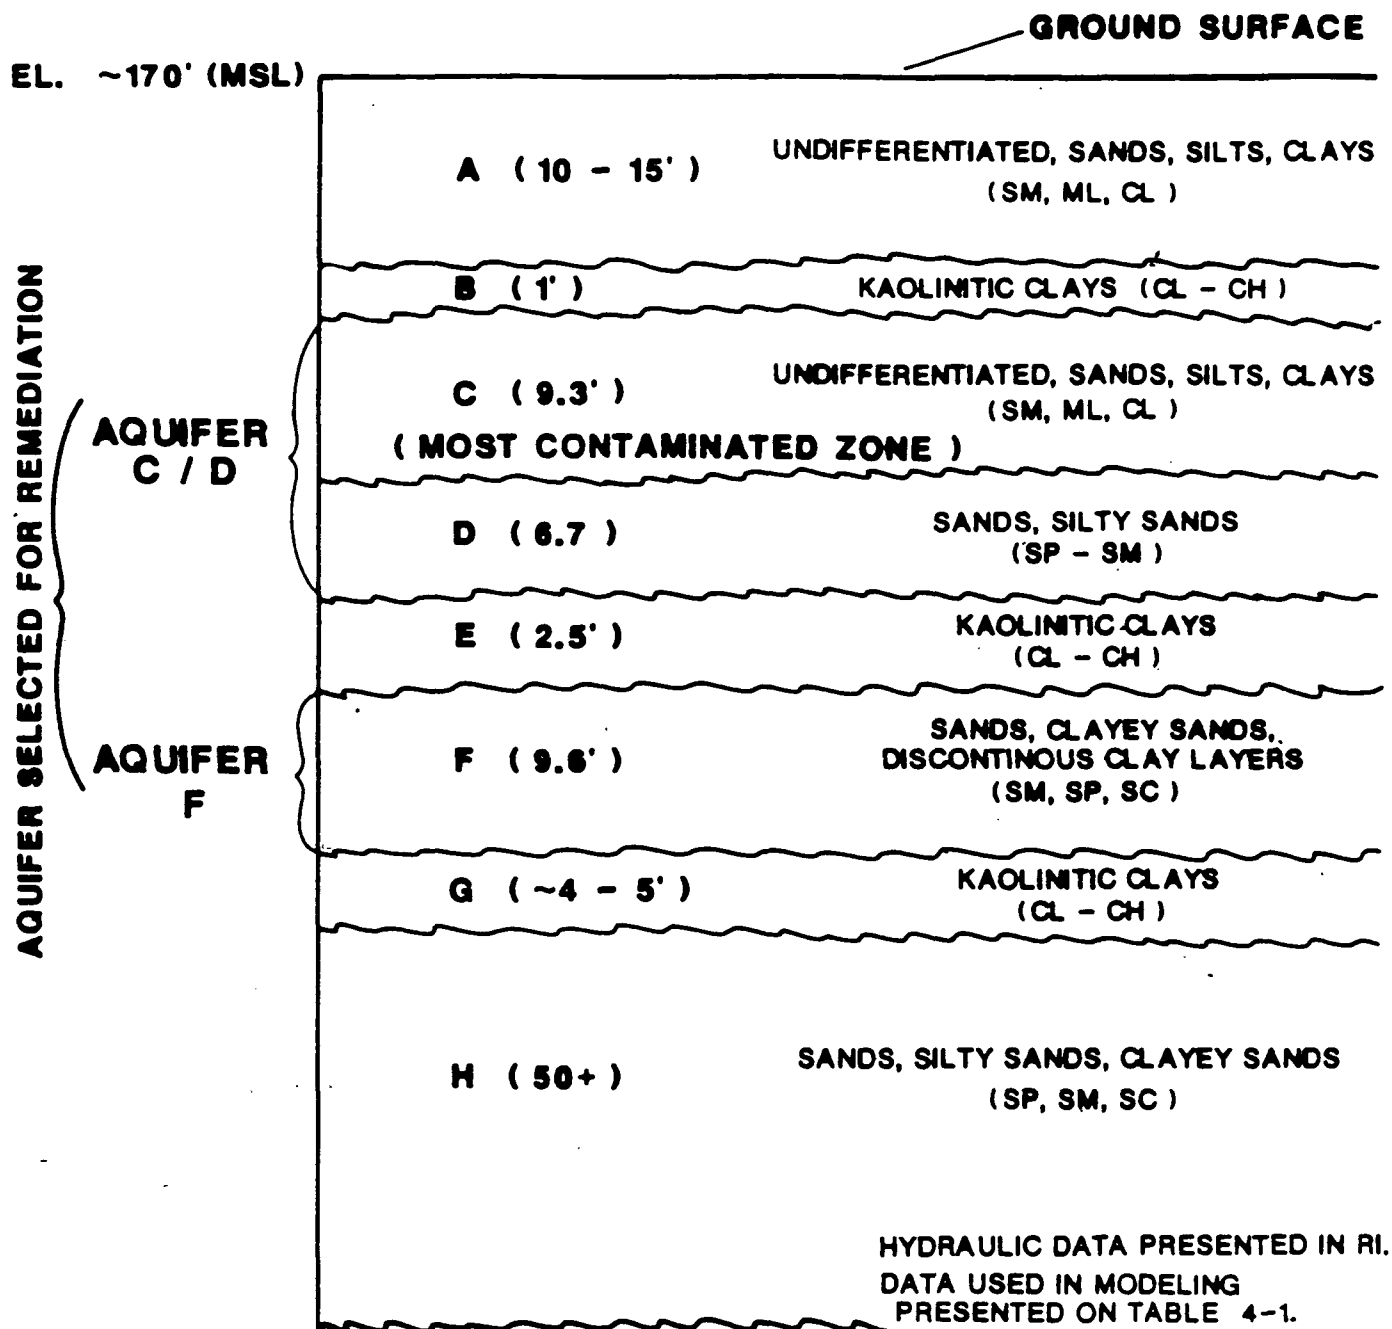 GROUND SURFACE
EL. ~170' (MSL)
A (10 - 15')
UNDIFFERENTIATED, SANDS, SILTS, CLAYS
(SM, ML, CL)
B (1')
KAOLINITIC CLAYS (CL - CH)
C (9.3')
UNDIFFERENTIATED, SANDS, SILTS, CLAYS
(SM, ML, CL)
(MOST CONTAMINATED ZONE)
AQUIFER SELECTED FOR REMEDIATION
AQUIFER
C / D
D (6.7 )
SANDS, SILTY SANDS
(SP - SM)
E (2.5')
KAOLINITIC CLAYS
(CL - CH)
AQUIFER
F
F (9.6')
SANDS, CLAYEY SANDS,
DISCONTINOUS CLAY LAYERS
(SM, SP, SC)
G (~4 - 5')
KAOLINITIC CLAYS
(CL - CH)
H (50+)
SANDS, SILTY SANDS, CLAYEY SANDS
(SP, SM, SC)
HYDRAULIC DATA PRESENTED IN RI.
DATA USED IN MODELING
PRESENTED ON TABLE 4-1.